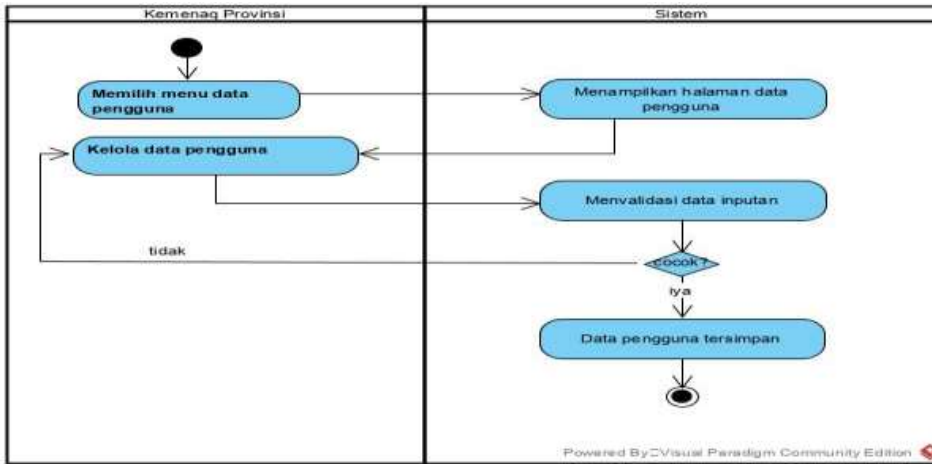 Kemenag Provinsi
Sistem
Memilih menu data
pengguna
Menampilkan halaman data
pengguna
Kelola data pengguna
Menvalidasi data inputan
tidak
cocok?
iya
Data pengguna tersimpan
Powered By Visual Paradigm Community Edition